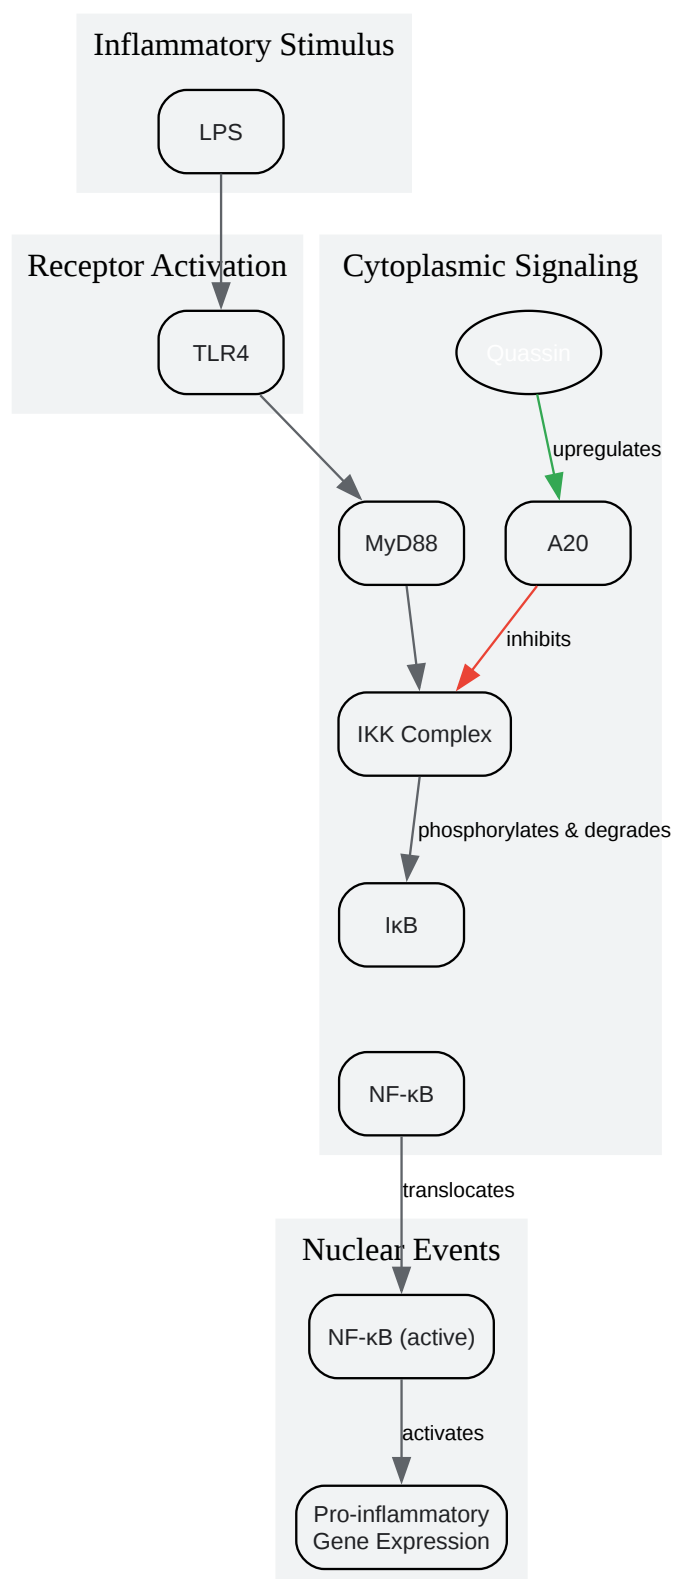 Inflammatory Stimulus
LPS
Receptor Activation
Cytoplasmic Signaling
TLR4
Quassin
upregulates
MyD88
A20
inhibits
IKK Complex
phosphorylates & degrades
IκB
NF-κB
translocates
Nuclear Events
NF-κB (active)
activates
Pro-inflammatory
Gene Expression